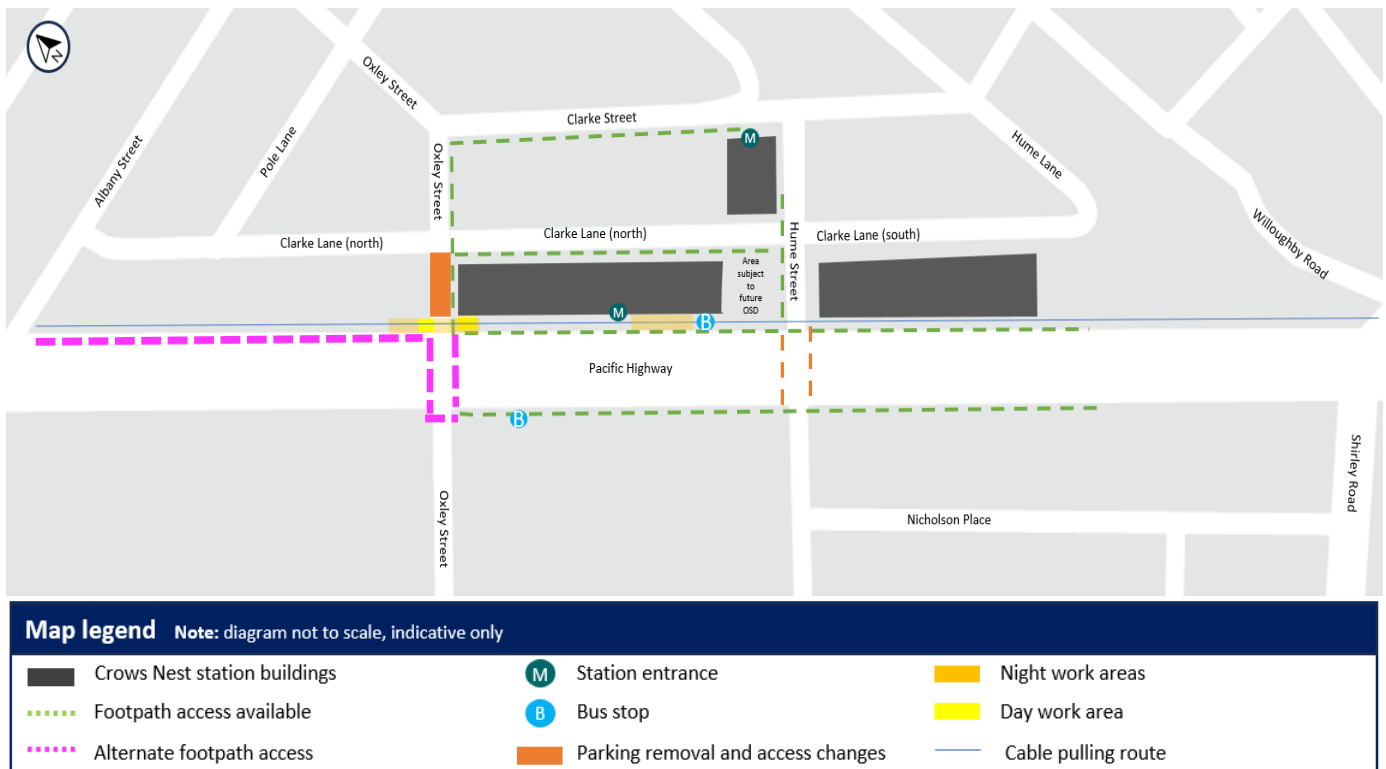 N
Oxley Street
Clarke Street
Albany Street
Pole Lane
Oxley Street
Hume Lane
M
Willoughby Road
Clarke Lane (north)
Clarke Lane (north)
Hume Street
Clarke Lane (south)
Area
subject
to
future
OSD
M
B
Pacific Highway
B
Oxley Street
Shirley Road
Nicholson Place
Map legend Note: diagram not to scale, indicative only
Crows Nest station buildings
M Station entrance
Night work areas
Footpath access available
B Bus stop
Day work area
Alternate footpath access
Parking removal and access changes
Cable pulling route